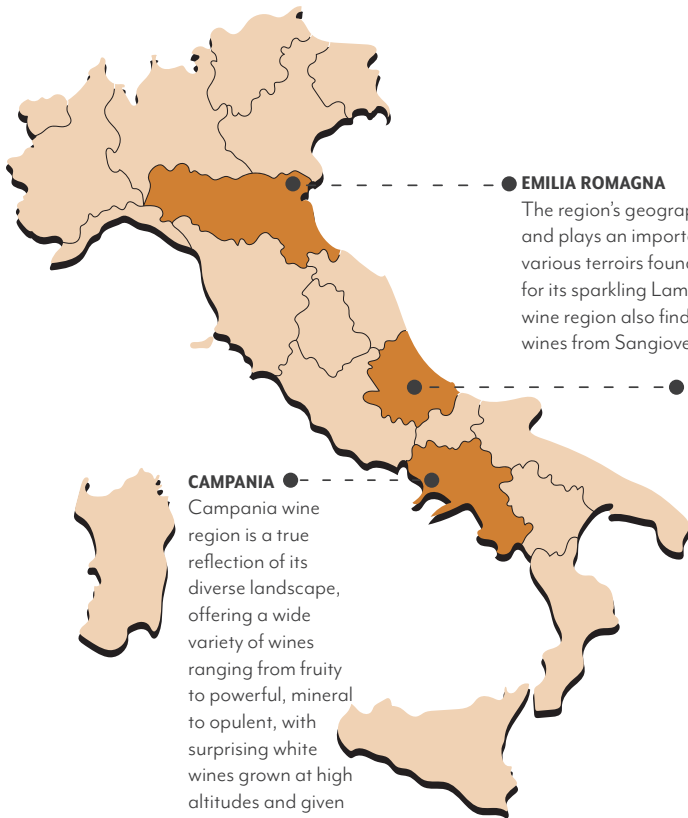 EMILIA ROMAGNA
The region's
and plays an
various terroirs
for its sparkling
wine region also
wines from
CAMPANIA
Campania wine
region is a true
reflection of its
diverse landscape,
offering a wide
variety of wines
ranging from fruity
to powerful, mineral
to opulent, with
surprising white
wines grown at high
altitudes and given